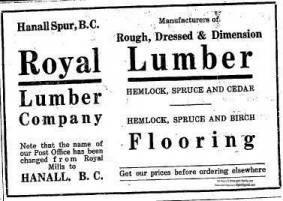 Hanall Spur, B.C.
Royal
Lumber
Company
Note that the name of
our Post Office has been
changed from Royal
Mills to
HANALL, B. C.
Manufacturers of
Rough, Dressed & Dimension
Lumber
HEMLOCK, SPRUCE AND CEDAR
HEMLOCK, SPRUCE AND BIRCH
Flooring
Get our prices before ordering elsewhere